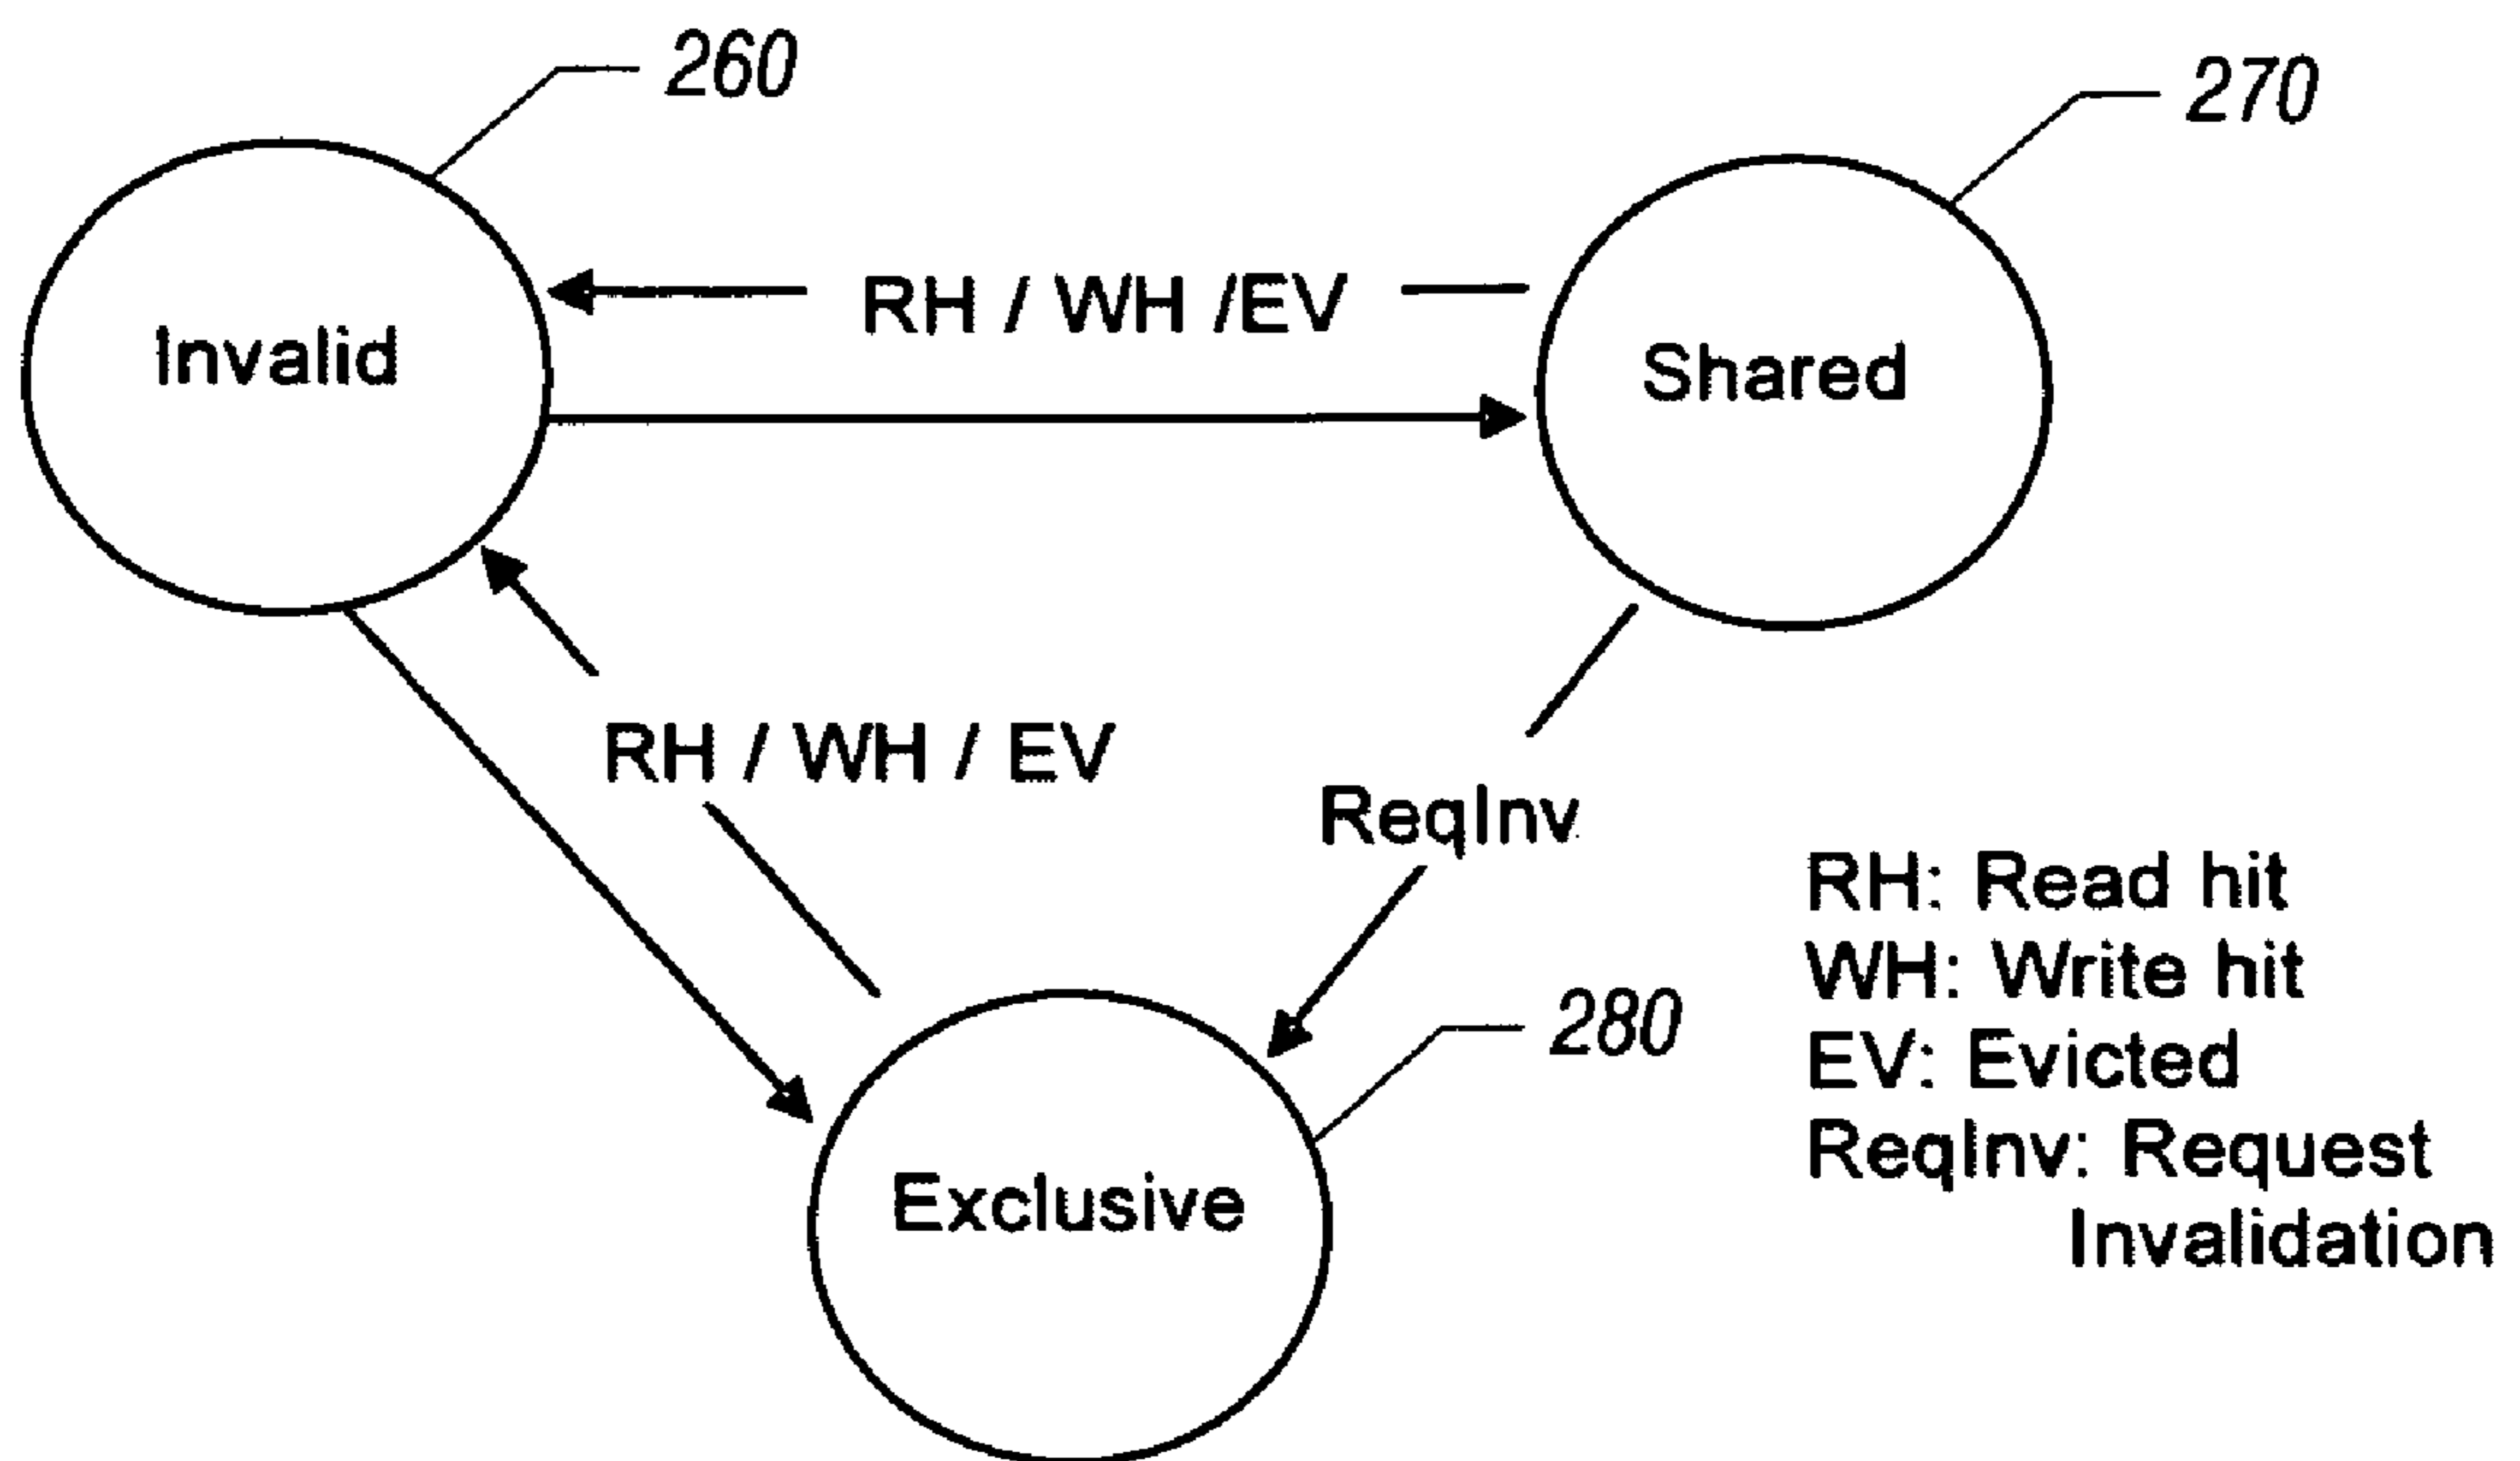 260
270
RH / WH /EV
Invalid
Shared
RH / WH / EV
ReqInv
RH: Read hit
WH: Write hit
280
EV: Evicted
ReqInv: Request
Invalidation
Exclusive